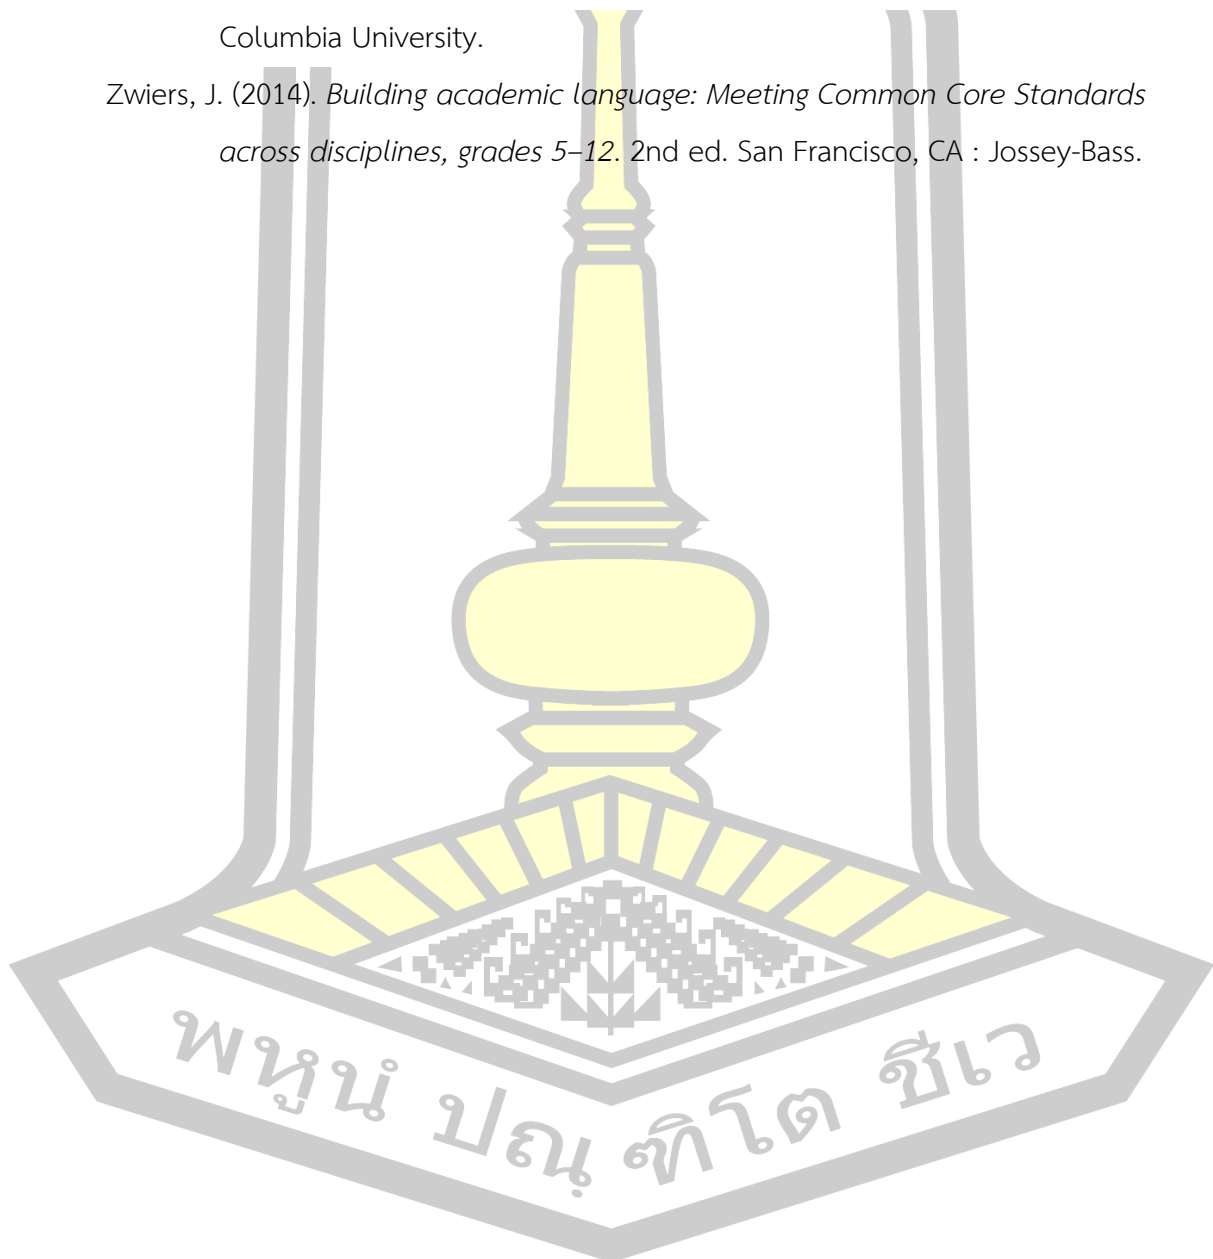 Columbia University.
Zwiers, J. (2014). Building academic language: Meeting Common Core Standards
across disciplines, grades 5–12. 2nd ed. San Francisco, CA : Jossey-Bass.
พหูนํ ปณฺฑิโต ชีเว